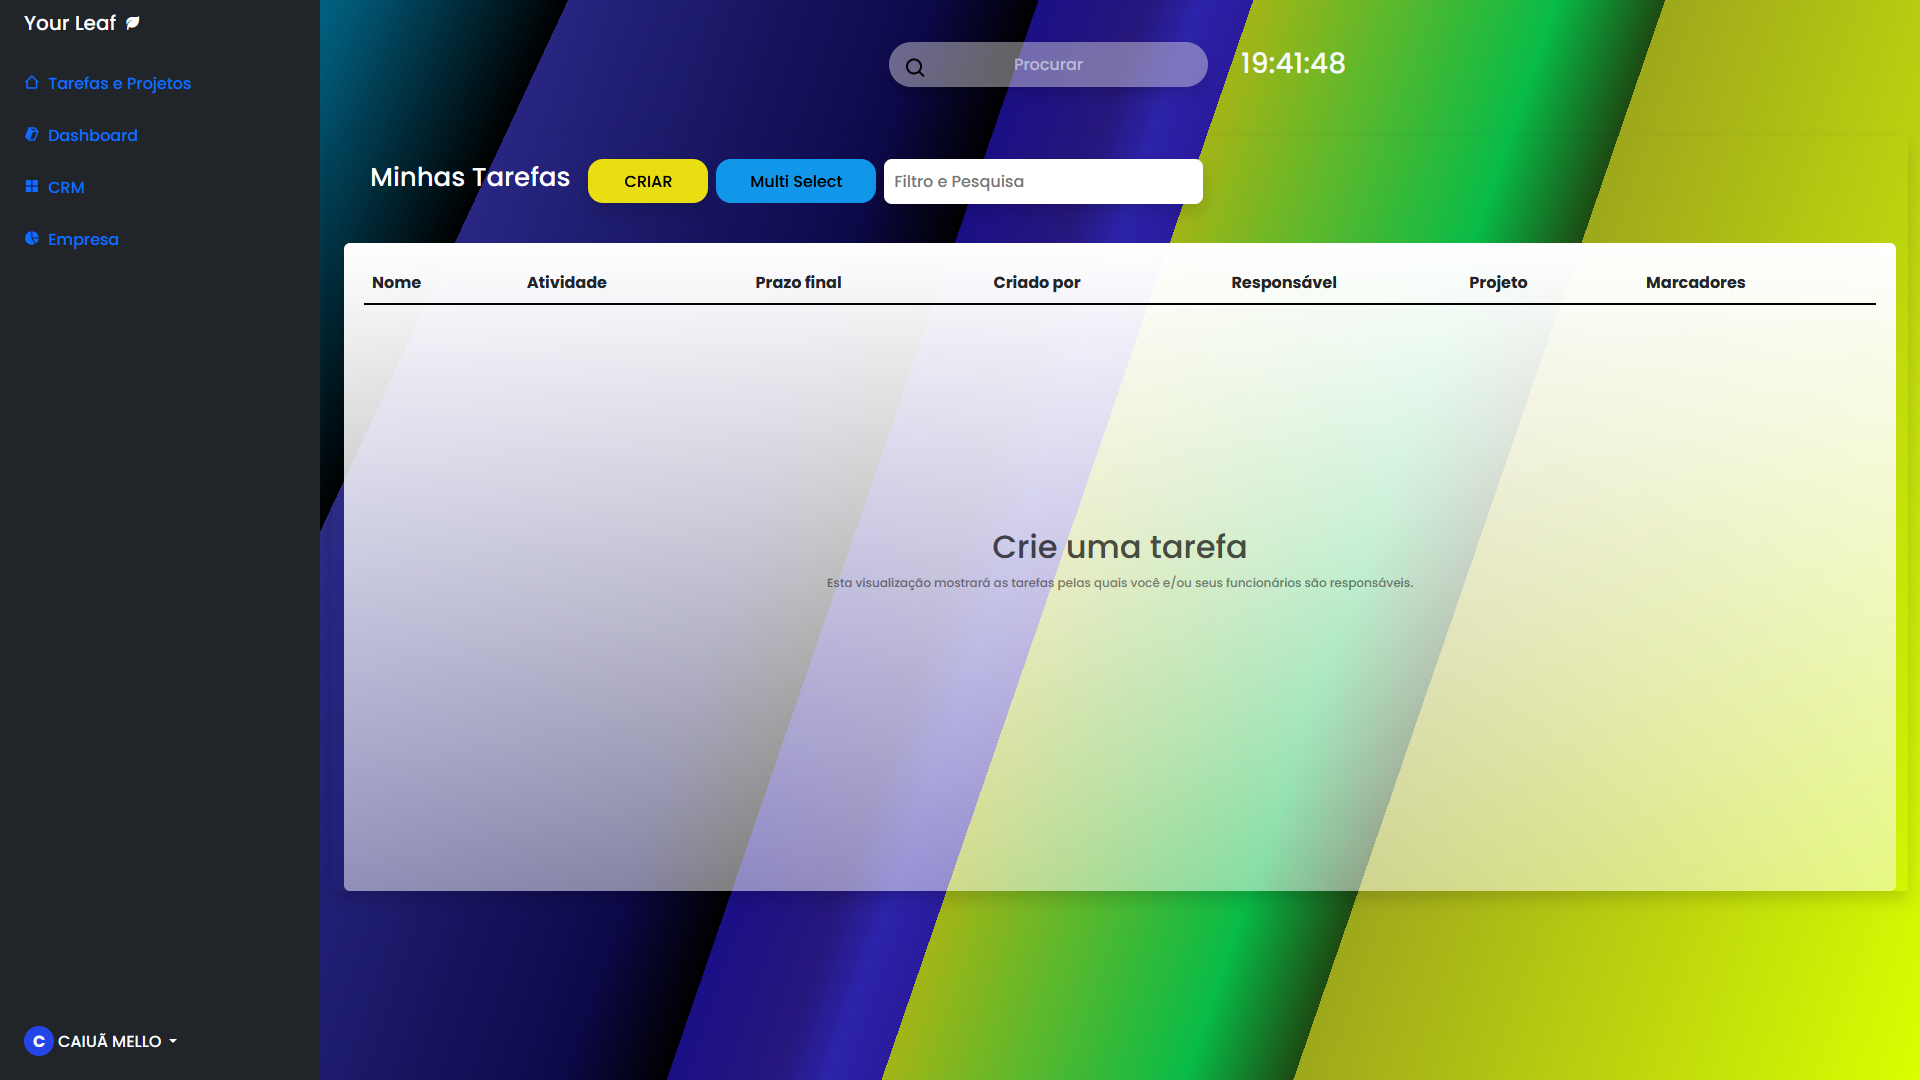 Your Leaf
Tarefas e Projetos
Dashboard
CRM
Empresa
CAIUÃ MELLO
Procurar
19:41:48
Minhas Tarefas
CRIAR
Multi Select
Filtro e Pesquisa
Nome Atividade Prazo final Criado por Responsável Projeto Marcadores
Crie uma tarefa
Esta visualização mostrará as tarefas pelas quais você e/ou seus funcionários são responsáveis.
C